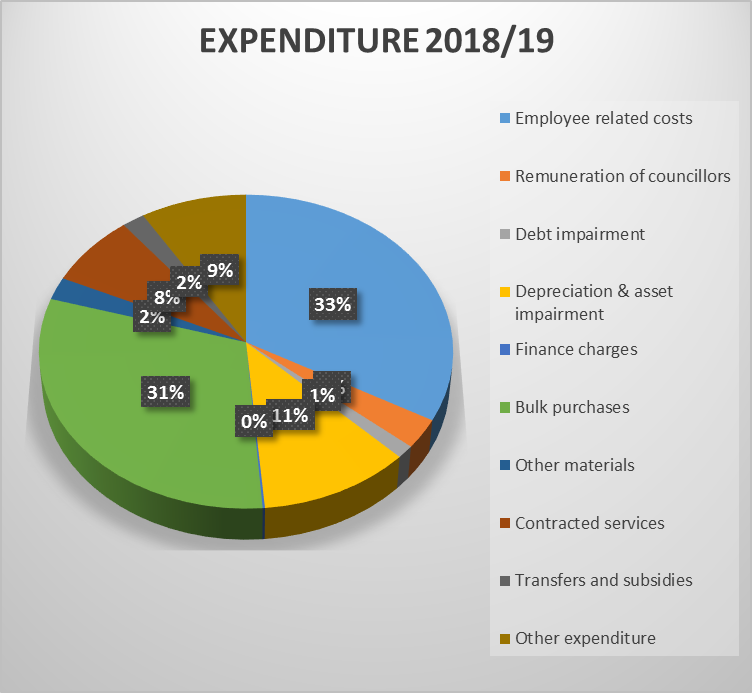 EXPENDITURE 2018/19
Employee related costs
Remuneration of councillors
Debt impairment
Depreciation & asset
impairment
Finance charges
Bulk purchases
Other materials
Contracted services
Transfers and subsidies
Other expenditure
9%
2%
8%
2%
33%
31%
1%
11%
0%